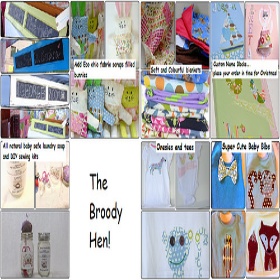 Add Eco chic fabric scraps filled
bunnies
Soft and Colourful blankets
Custom Name Blocks...
place your order in time for Christmas
All natural baby safe laundry soap
and DIY sewing kits
The
Broody
Hen!
Onesies and tees
Super Cute Baby Bibs